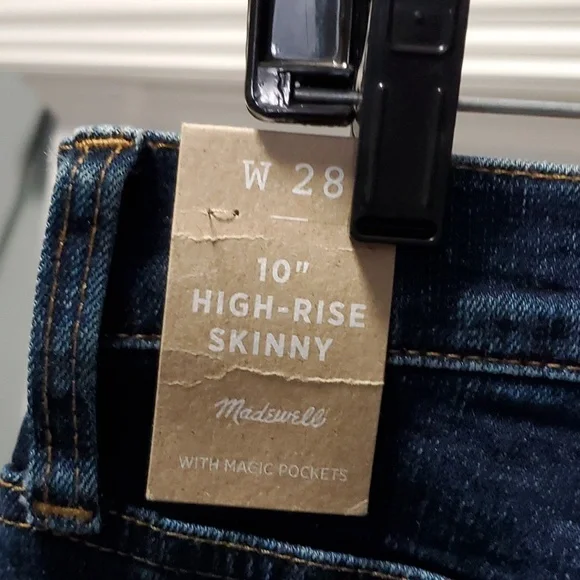 W 28
10"
HIGH-RISE
SKINNY
Madewell
WITH MAGIC POCKETS